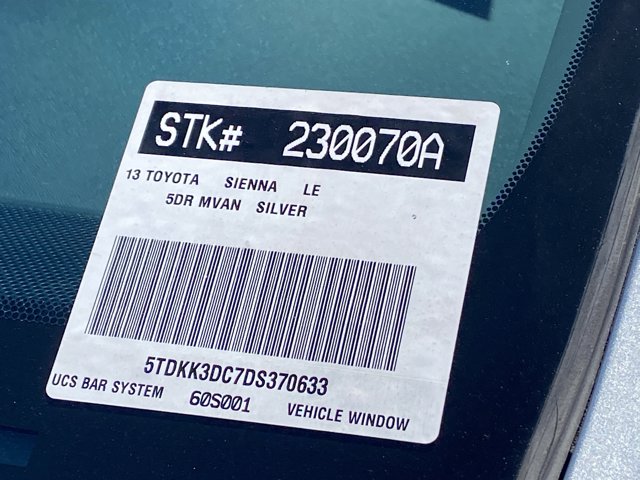 STK# 230070A
13 TOYOTA SIENNA LE
5DR MVAN SILVER
5TDKK3DC7DS370633
UCS BAR SYSTEM 60S001 VEHICLE WINDOW